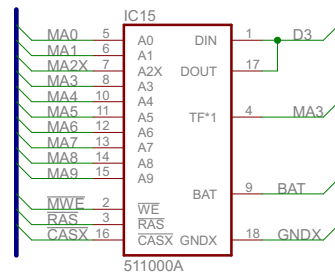 IC15
MA0 5 A0 DIN 1 D3
MA1 6 A1
MA2X 7 A2X DOUT 17
MA3 8 A3
MA4 10 A4
MA5 11 A5 TF*1 4 MA3
MA6 12 A6
MA7 13 A7
MA8 14 A8
MA9 15 A9
BAT 9 BAT
MWE 2 WE
RAS 3 RAS
CASX 16 CASX GNDX 18 GNDX
511000A